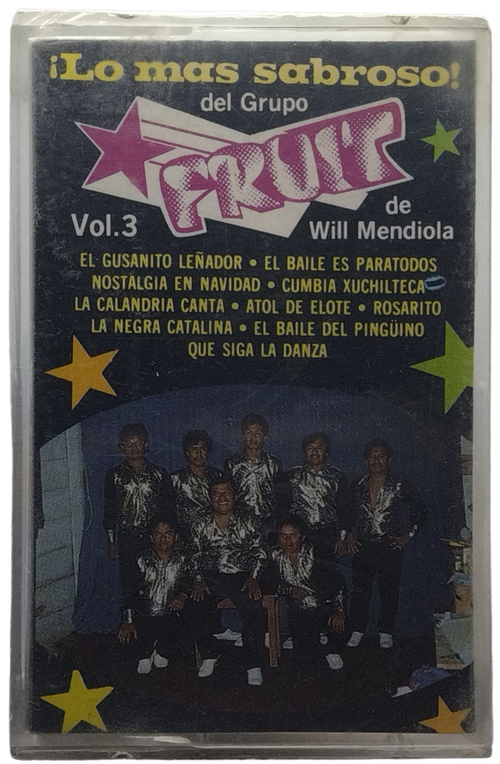 ¡Lo mas sabroso!
del Grupo
FRUIT
Vol.3
de
Will Mendiola
EL GUSANITO LEÑADOR • EL BAILE ES PARATODOS
NOSTALGIA EN NAVIDAD • CUMBIA XUCHILTECA
LA CALANDRIA CANTA • ATOL DE ELOTE • ROSARITO
LA NEGRA CATALINA • EL BAILE DEL PINGÜINO
QUE SIGA LA DANZA